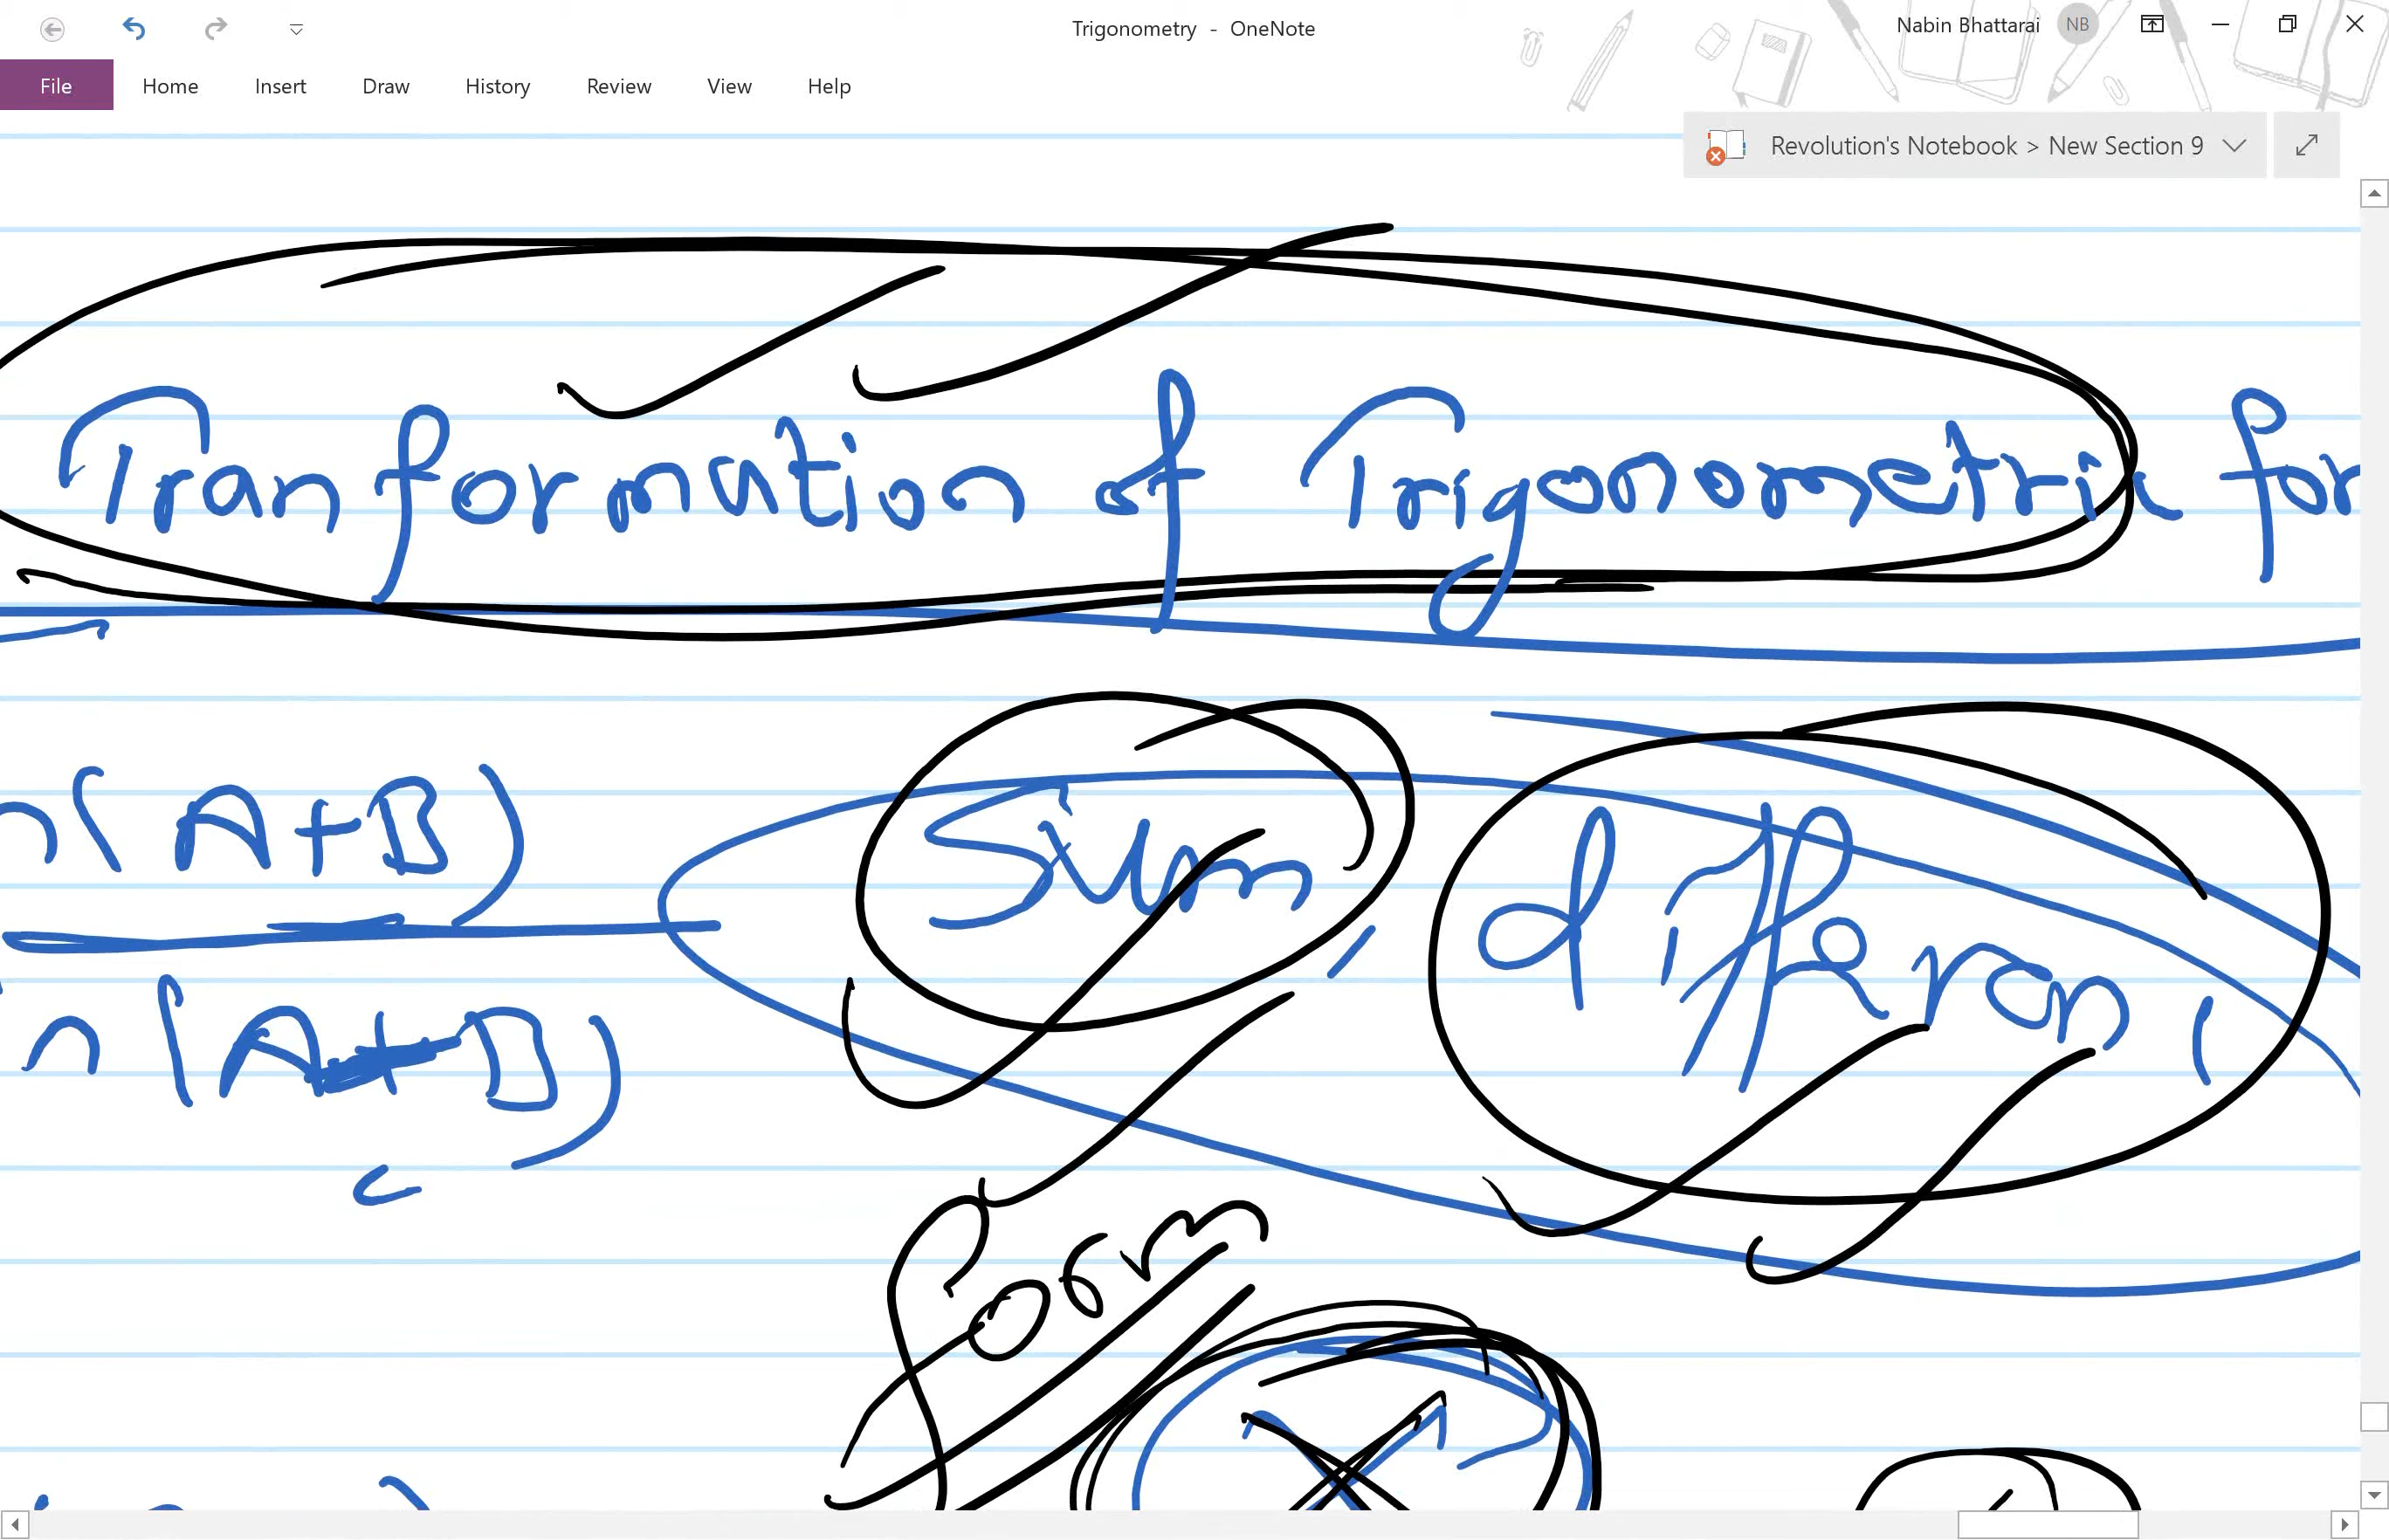 Trigonometry - OneNote
Nabin Bhattarai NB
File Home Insert Draw History Review View Help
Revolution's Notebook > New Section 9
Tranformation of Trigonometric for
n(A+B)
Sum, differen,
form